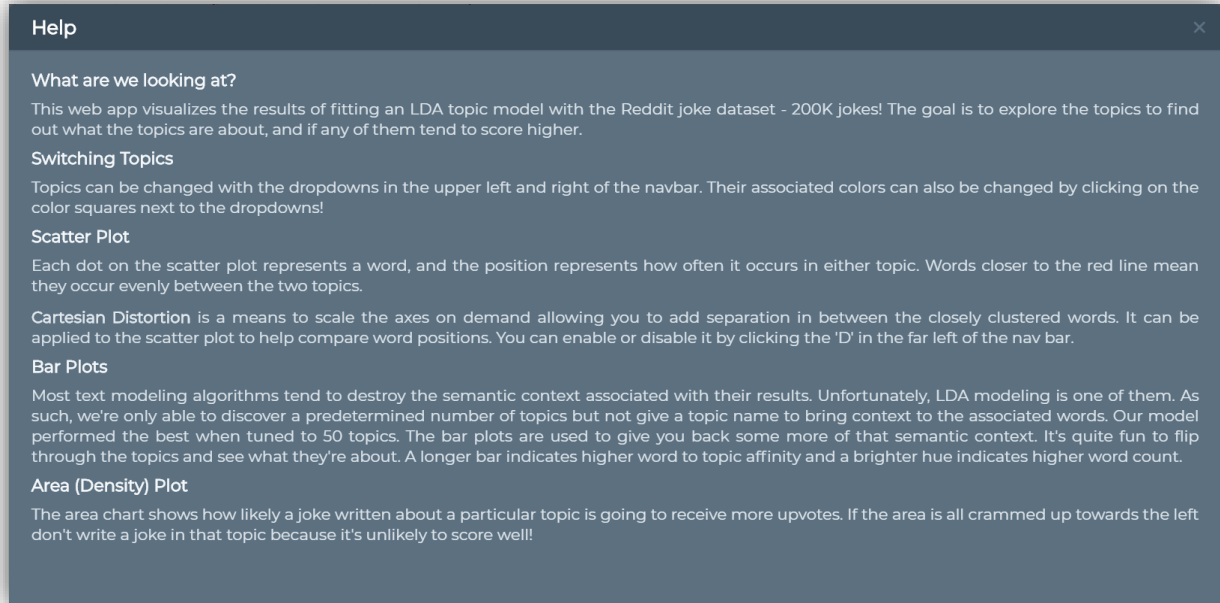 Help
×
What are we looking at?
This web app visualizes the results of fitting an LDA topic model with the Reddit joke dataset - 200K jokes! The goal is to explore the topics to find
out what the topics are about, and if any of them tend to score higher.
Switching Topics
Topics can be changed with the dropdowns in the upper left and right of the navbar. Their associated colors can also be changed by clicking on the
color squares next to the dropdowns!
Scatter Plot
Each dot on the scatter plot represents a word, and the position represents how often it occurs in either topic. Words closer to the red line mean
they occur evenly between the two topics.
Cartesian Distortion is a means to scale the axes on demand allowing you to add separation in between the closely clustered words. It can be
applied to the scatter plot to help compare word positions. You can enable or disable it by clicking the 'D' in the far left of the nav bar.
Bar Plots
Most text modeling algorithms tend to destroy the semantic context associated with their results. Unfortunately, LDA modeling is one of them. As
such, we're only able to discover a predetermined number of topics but not give a topic name to bring context to the associated words. Our model
performed the best when tuned to 50 topics. The bar plots are used to give you back some more of that semantic context. It's quite fun to flip
through the topics and see what they're about. A longer bar indicates higher word to topic affinity and a brighter hue indicates higher word count.
Area (Density) Plot
The area chart shows how likely a joke written about a particular topic is going to receive more upvotes. If the area is all crammed up towards the left
don't write a joke in that topic because it's unlikely to score well!